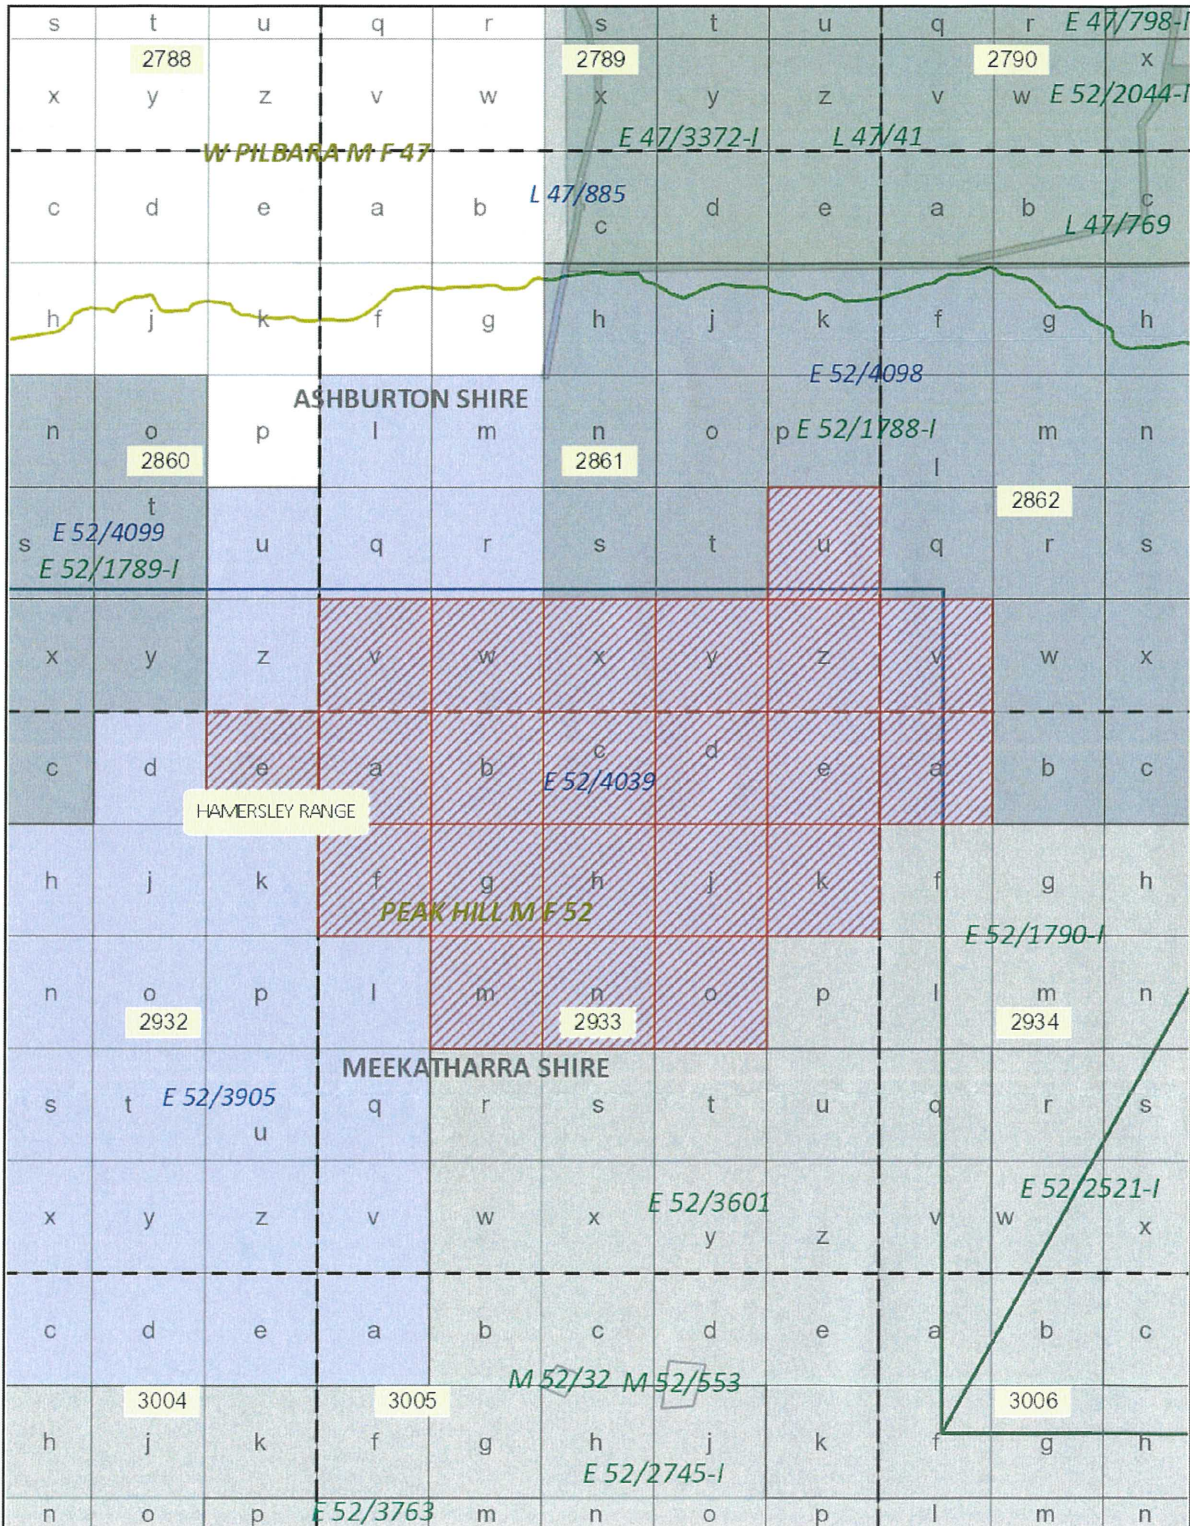 s t u q r s t u q r E 47/798-I
2788 2789 2790 x
x y z v w x y z v w E 52/2044-I
W PILBARA M F 47 E 47/3372-I L 47/41
L 47/885
c d e a b c d e a b c
L 47/769
h j k f g h j k f g h
E 52/4098
ASHBURTON SHIRE
n o p l m n o p E 52/1788-I m n
2860 2861 l
t 2862
s E 52/4099 u q r s t u q r s
E 52/1789-I
x y z v w x y z v w x
c d e a b c d e a b c
E 52/4039
HAMERSLEY RANGE
h j k f g h j k f g h
PEAK HILL M F 52
E 52/1790-I
n o p l m n o p l m n
2932 2933 2934
MEEKATHARRA SHIRE
s t E 52/3905 q r s t u q r s
u
E 52/3601 E 52/2521-I
x y z v w x y z v w x
c d e a b c d e a b c
M 52/32 M 52/553
3004 3005 3006
h j k f g h j k f g h
E 52/2745-I
n o p E 52/3763 m n o p l m n